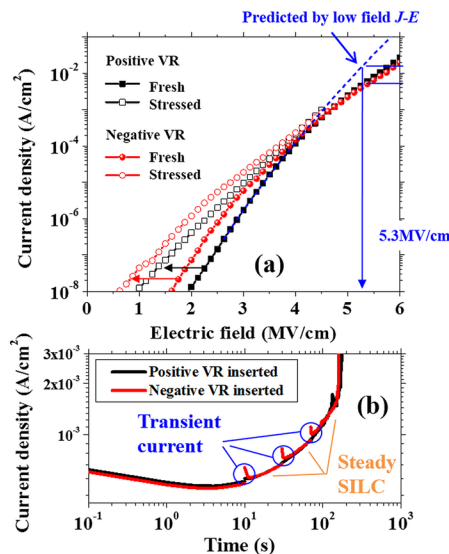 Predicted by low field J-E
(a)
Positive VR
Fresh
Stressed
Negative VR
Fresh
Stressed
5.3MV/cm
Current density (A/cm²)
10⁻²
10⁻⁴
10⁻⁶
10⁻⁸
0 1 2 3 4 5 6
Electric field (MV/cm)
Positive VR inserted
Negative VR inserted
(b)
Transient
current
Steady
SILC
Current density (A/cm²)
3x10⁻³
10⁻³
10⁻¹ 10⁰ 10¹ 10² 10³
Time (s)